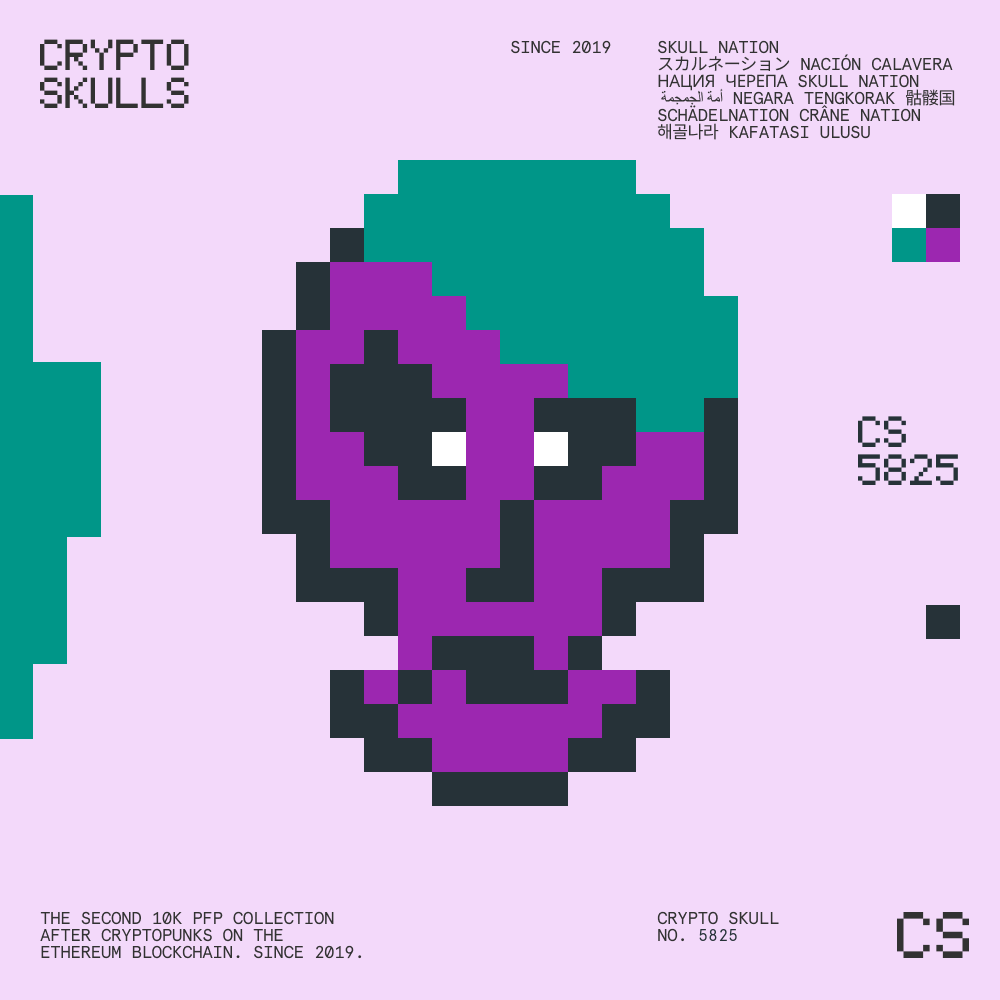 CRYPTO
SKULLS
SINCE 2019
SKULL NATION
スカルネーション NACIÓN CALAVERA
НАЦИЯ ЧЕРЕПА SKULL NATION
أمة الجمجمة NEGARA TENGKORAK 骷髅国
SCHÄDELNATION CRÂNE NATION
해골나라 KAFATASI ULUSU
CS
5825
THE SECOND 10K PFP COLLECTION
AFTER CRYPTOPUNKS ON THE
ETHEREUM BLOCKCHAIN. SINCE 2019.
CRYPTO SKULL
NO. 5825
CS